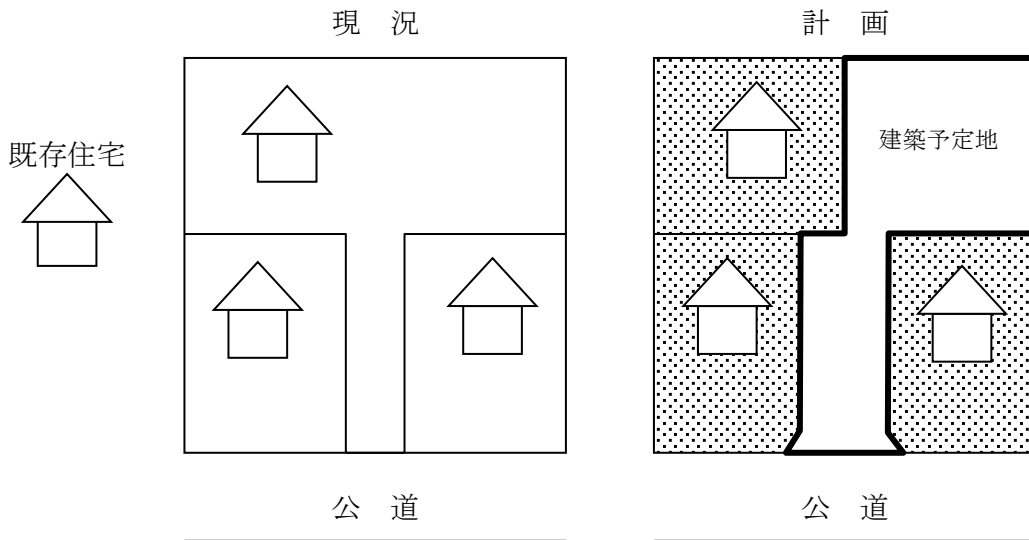 現　況
計　画
既存住宅
建築予定地
公　道
公　道